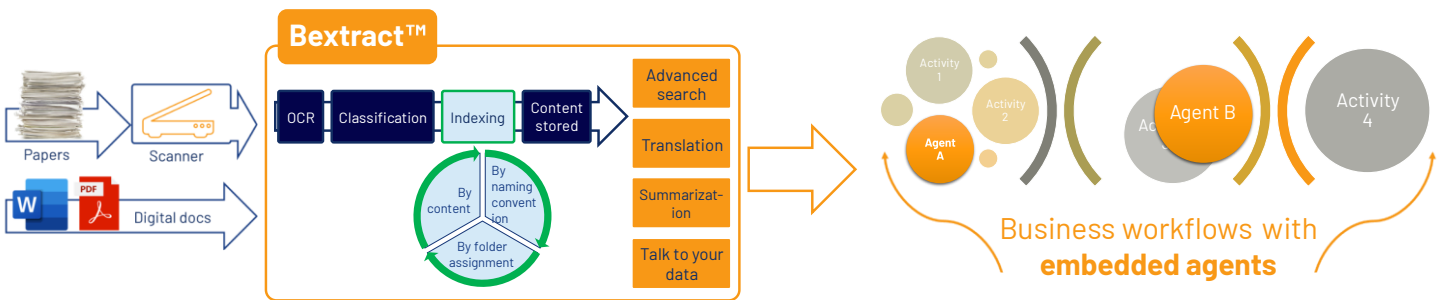 Bextract™
Papers
Scanner
W
PDF
Digital docs
OCR
Classification
Indexing
Content
stored
By
content
By
naming
convent
ion
By folder
assignment
Advanced
search
Translation
Summarizat-
ion
Talk to your
data
Activity
1
Activity
2
Agent
A
Agent B
Activity
4
Business workflows with
embedded agents